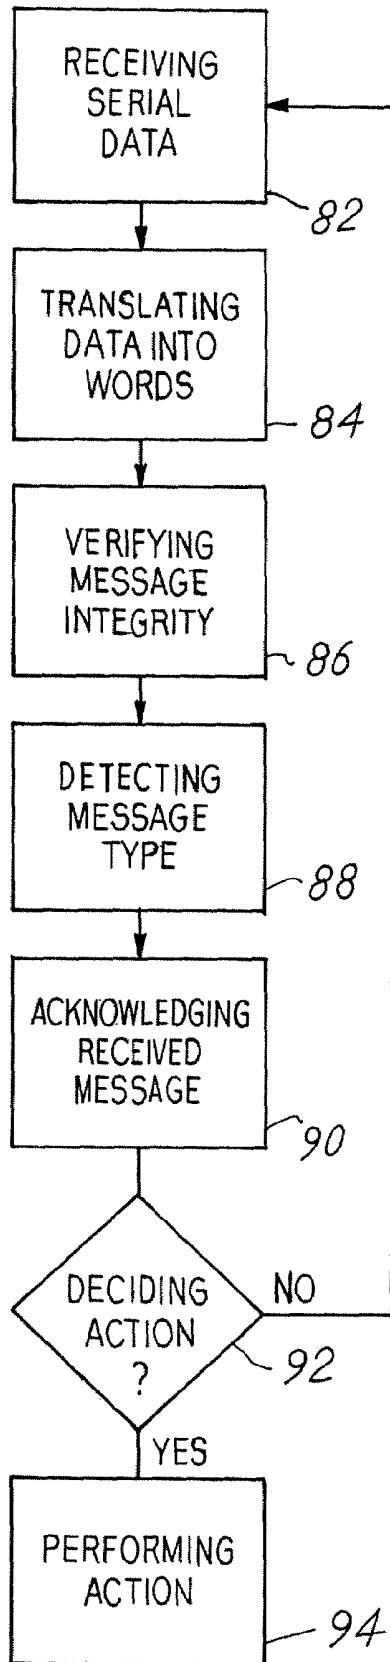 RECEIVING
SERIAL
DATA
82
TRANSLATING
DATA INTO
WORDS
84
VERIFYING
MESSAGE
INTEGRITY
86
DETECTING
MESSAGE
TYPE
88
ACKNOWLEDGING
RECEIVED
MESSAGE
90
DECIDING
ACTION
?
NO
92
YES
PERFORMING
ACTION
94